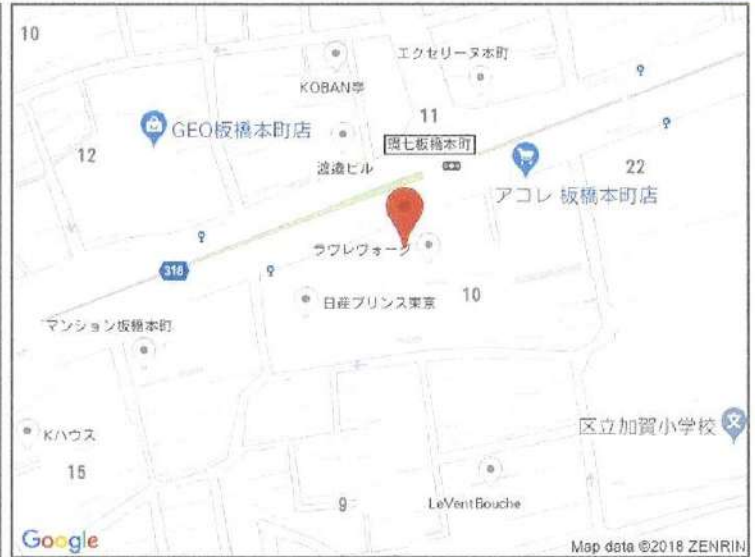 10
エクセリーヌ本町
KOBAN亭
GEO板橋本町店
11
環七板橋本町
12
渡邉ビル
22
アコレ 板橋本町店
ラヴレヴォーグ
318
日産プリンス東京
10
マンション板橋本町
区立加賀小学校
文
Kハウス
15
9
LeVentBouche
Google
Map data ©2018 ZENRIN